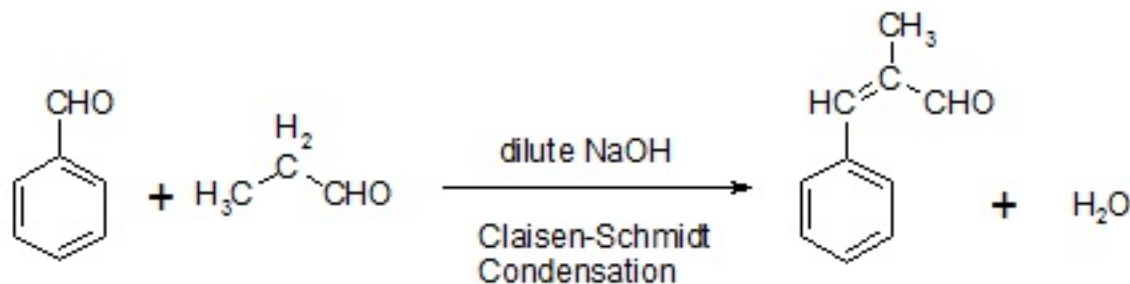 CHO
+
H₃C
H₂
C
CHO
dilute NaOH
Claisen-Schmidt
Condensation
CH₃
HC
C
CHO
+
H₂O